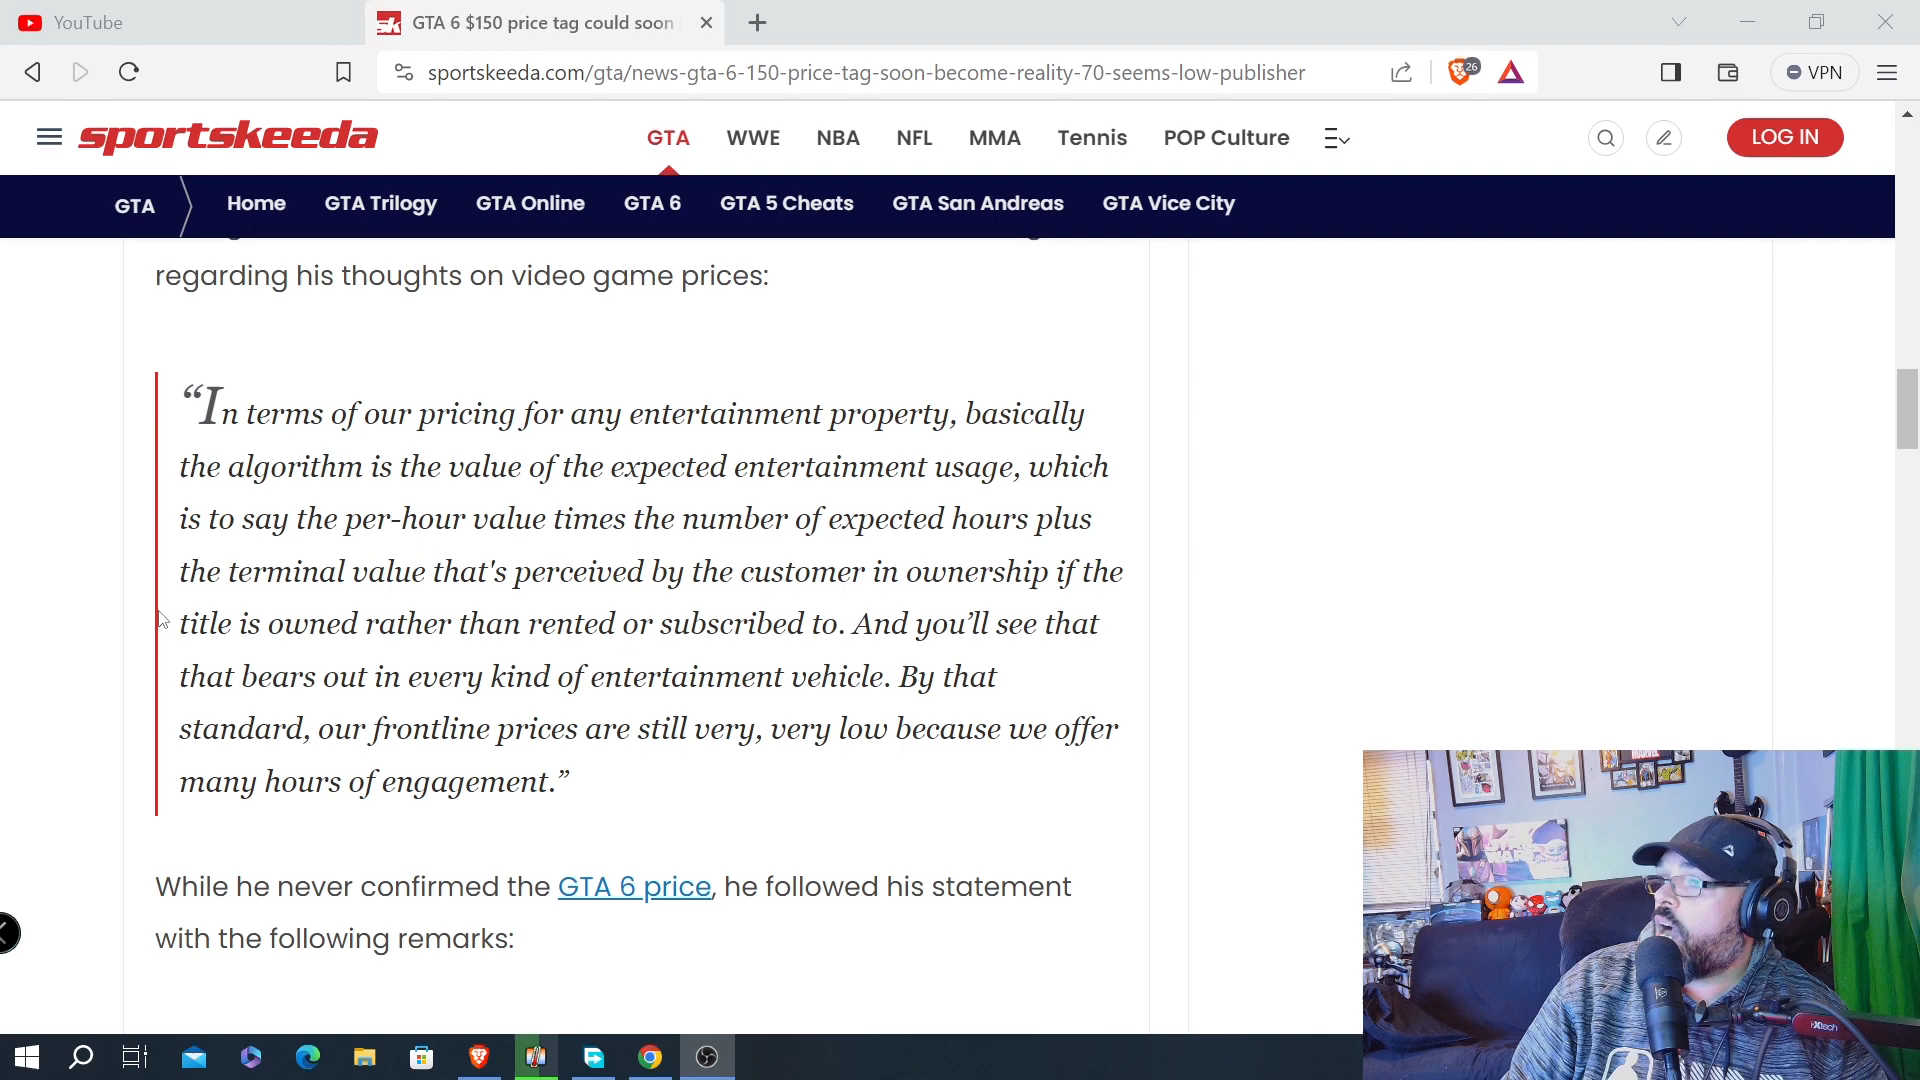 YouTube
sk GTA 6 $150 price tag could soon
sportskeeda.com/gta/news-gta-6-150-price-tag-soon-become-reality-70-seems-low-publisher
26
VPN
sportskeeda
GTA WWE NBA NFL MMA Tennis POP Culture
LOG IN
GTA Home GTA Trilogy GTA Online GTA 6 GTA 5 Cheats GTA San Andreas GTA Vice City
regarding his thoughts on video game prices:
“In terms of our pricing for any entertainment property, basically
the algorithm is the value of the expected entertainment usage, which
is to say the per-hour value times the number of expected hours plus
the terminal value that's perceived by the customer in ownership if the
title is owned rather than rented or subscribed to. And you’ll see that
that bears out in every kind of entertainment vehicle. By that
standard, our frontline prices are still very, very low because we offer
many hours of engagement.”
While he never confirmed the GTA 6 price, he followed his statement
with the following remarks: